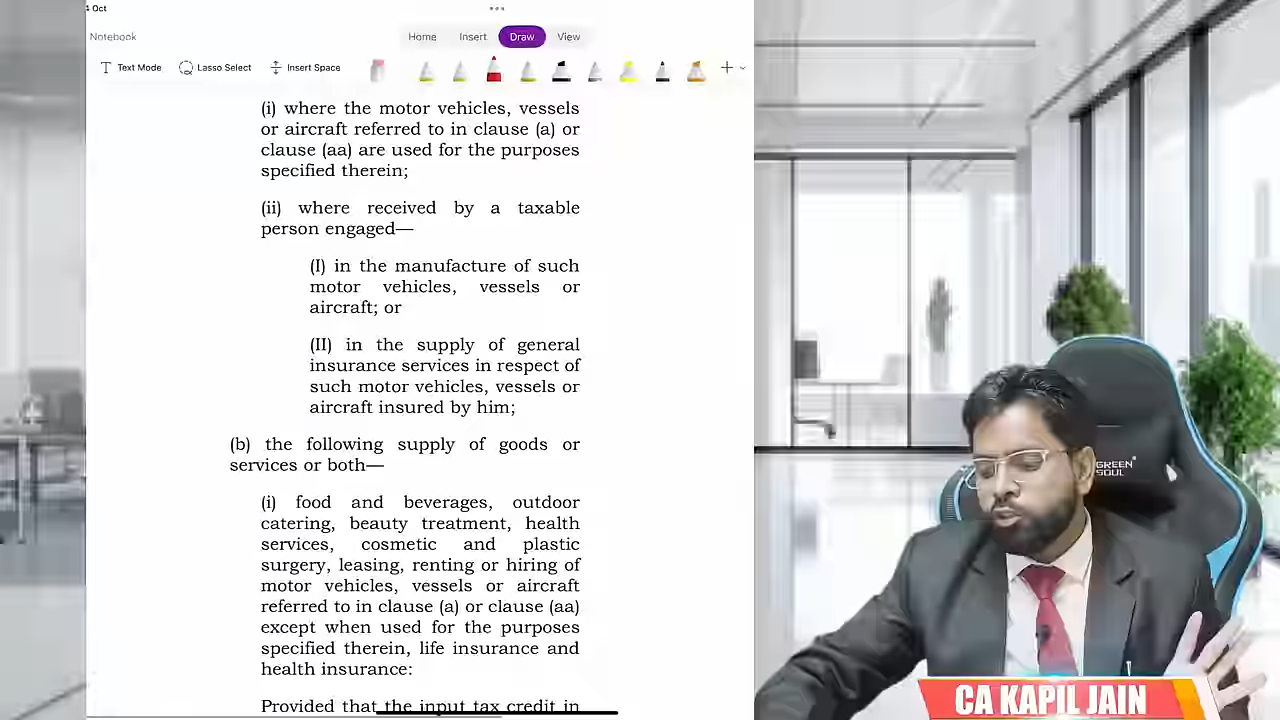 4 Oct
Notebook
Home Insert Draw View
Text Mode Lasso Select Insert Space
(i) where the motor vehicles, vessels
or aircraft referred to in clause (a) or
clause (aa) are used for the purposes
specified therein;
(ii) where received by a taxable
person engaged—
(I) in the manufacture of such
motor vehicles, vessels or
aircraft; or
(II) in the supply of general
insurance services in respect of
such motor vehicles, vessels or
aircraft insured by him;
(b) the following supply of goods or
services or both—
(i) food and beverages, outdoor
catering, beauty treatment, health
services, cosmetic and plastic
surgery, leasing, renting or hiring of
motor vehicles, vessels or aircraft
referred to in clause (a) or clause (aa)
except when used for the purposes
specified therein, life insurance and
health insurance:
Provided that the input tax credit in
GREEN
SOUL
CA KAPIL JAIN